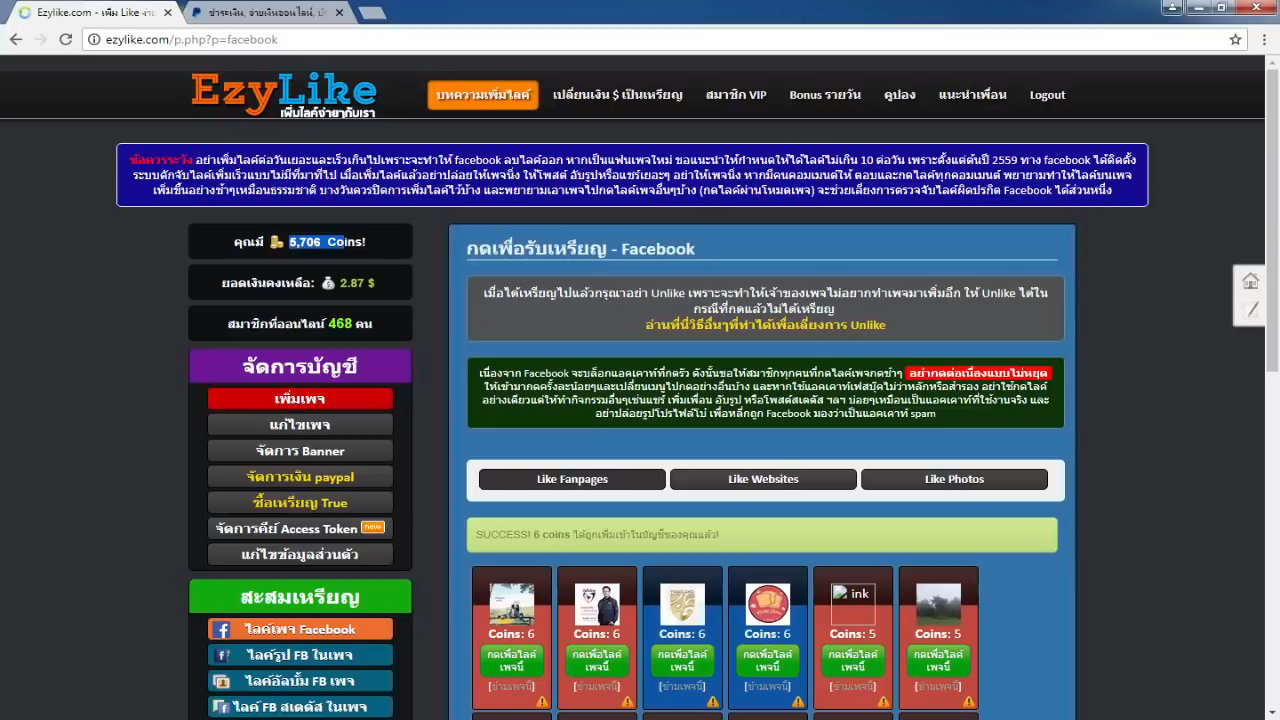 Ezylike.com - เพิ่ม Like ง่าย
ชำระเงิน, จ่ายเงินออนไลน์,
ezylike.com/p.php?p=facebook
EzyLike
เพิ่มไลค์ง่ายๆกับเรา
บทความเพิ่มไลค์ เปลี่ยนเงิน $ เป็นเหรียญ สมาชิก VIP Bonus รายวัน คูปอง แนะนำเพื่อน Logout
ข้อควรระวัง อย่าเพิ่มไลค์ต่อวันเยอะและเร็วเกินไปเพราะจะทำให้ facebook ลบไลค์ออก หากเป็นแฟนเพจใหม่ ขอแนะนำให้กำหนดให้ได้ไลค์ไม่เกิน 10 ต่อวัน เพราะตั้งแต่ต้นปี 2559 ทาง facebook ได้ติดตั้ง
ระบบดักจับไลค์เพิ่มเร็วแบบไม่มีที่มาที่ไป เมื่อเพิ่มไลค์แล้วอย่าปล่อยให้เพจนิ่ง ให้โพสต์ อับรูปหรือแชร์เยอะๆ อย่าให้เพจนิ่ง หากมีคนคอมเมนต์ให้ ตอบและกดไลค์ทุกคอมเมนต์ พยายามทำให้ไลค์บนเพจ
เพิ่มขึ้นอย่างช้าๆเหมือนธรรมชาติ บางวันควรปิดการเพิ่มไลค์ไว้บ้าง และพยายามเอาเพจไปกดไลค์เพจอื่นๆบ้าง (กดไลค์ผ่านโหมดเพจ) จะช่วยเลี่ยงการตรวจจับไลค์ผิดปรกติ Facebook ได้ส่วนหนึ่ง
คุณมี 5,706 Coins!
ยอดเงินคงเหลือ: 2.87 $
สมาชิกที่ออนไลน์ 468 คน
จัดการบัญชี
เพิ่มเพจ
แก้ไขเพจ
จัดการ Banner
จัดการเงิน paypal
ซื้อเหรียญ True
จัดการคีย์ Access Token new
แก้ไขข้อมูลส่วนตัว
สะสมเหรียญ
ไลค์เพจ Facebook
ไลค์รูป FB ในเพจ
ไลค์อัลบั้ม FB เพจ
ไลค์ FB สเตตัส ในเพจ
กดเพื่อรับเหรียญ - Facebook
เมื่อได้เหรียญไปแล้วกรุณาอย่า Unlike เพราะจะทำให้เจ้าของเพจไม่อยากทำเพจมาเพิ่มอีก ให้ Unlike ได้ใน
กรณีที่กดแล้วไม่ได้เหรียญ
อ่านที่นี่วิธีอื่นๆที่ทำได้เพื่อเลี่ยงการ Unlike
เนื่องจาก Facebook จะบล็อกแอคเคาท์ที่กดรัว ดังนั้นขอให้สมาชิกทุกคนที่กดไลค์เพจกดช้าๆ อย่ากดต่อเนื่องแบบไม่หยุด
ให้เข้ามากดครั้งละน้อยๆและเปลี่ยนเมนูไปกดอย่างอื่นบ้าง และหากใช้แอคเคาท์เฟสบุ๊คไม่ว่าหลักหรือสำรอง อย่าใช้กดไลค์
อย่างเดียวแต่ให้ทำกิจกรรมอื่นๆเช่นแชร์ เพิ่มเพื่อน อับรูป หรือโพสต์สเตตัส ฯลฯ บ่อยๆเหมือนเป็นแอคเคาท์ที่ใช้งานจริง และ
อย่าปล่อยรูปโปรไฟล์โบ๋ เพื่อหลีกถูก Facebook มองว่าเป็นแอคเคาท์ spam
Like Fanpages Like Websites Like Photos
SUCCESS! 6 coins ได้ถูกเพิ่มเข้าในบัญชีของคุณแล้ว!
ink
Coins: 6 Coins: 6 Coins: 6 Coins: 6 Coins: 5 Coins: 5
กดเพื่อไลค์ กดเพื่อไลค์ กดเพื่อไลค์ กดเพื่อไลค์ กดเพื่อไลค์ กดเพื่อไลค์
เพจนี้ เพจนี้ เพจนี้ เพจนี้ เพจนี้ เพจนี้
[ข้ามเพจนี้] [ข้ามเพจนี้] [ข้ามเพจนี้] [ข้ามเพจนี้] [ข้ามเพจนี้] [ข้ามเพจนี้]